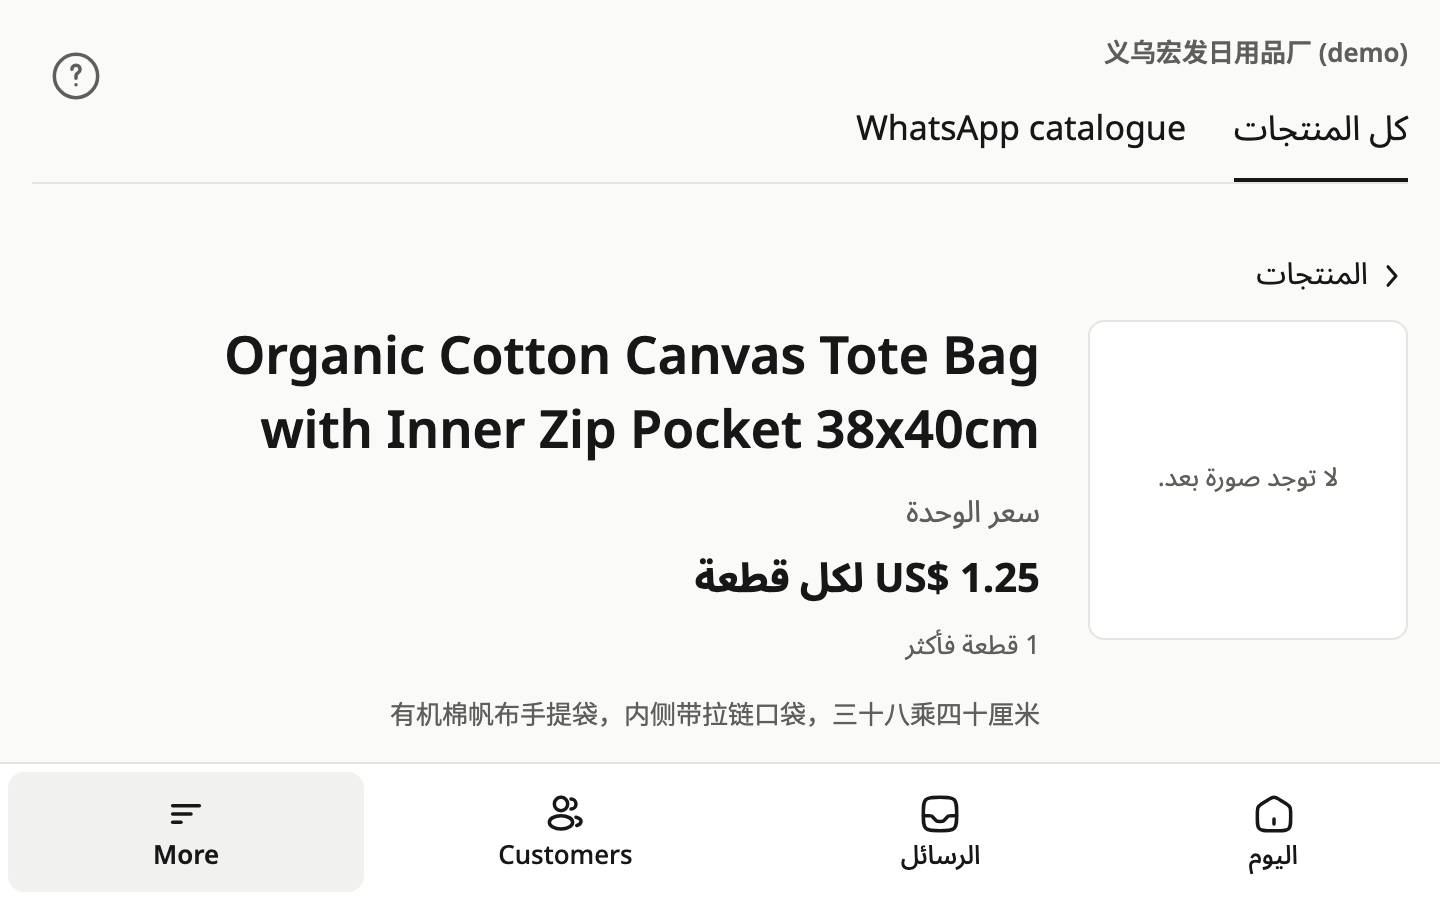 义乌宏发日用品厂 (demo)
كل المنتجات
WhatsApp catalogue
المنتجات
Organic Cotton Canvas Tote Bag
with Inner Zip Pocket 38x40cm
لا توجد صورة بعد.
سعر الوحدة
US$ 1.25 لكل قطعة
1 قطعة فأكثر
有机棉帆布手提袋，内侧带拉链口袋，三十八乘四十厘米
اليوم
الرسائل
Customers
More